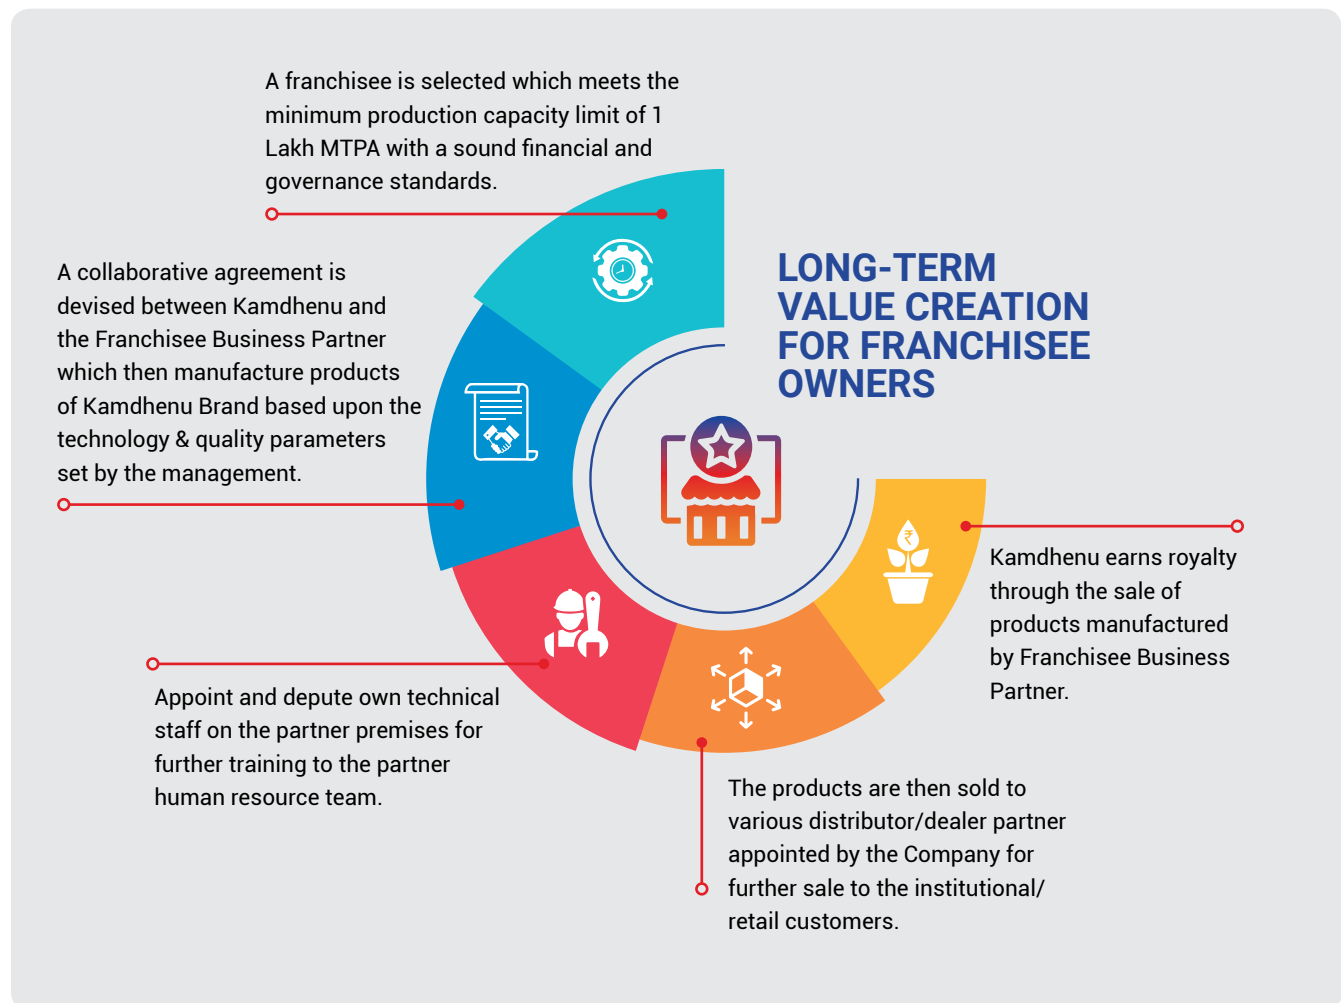 A franchisee is selected which meets the
minimum production capacity limit of 1
Lakh MTPA with a sound financial and
governance standards.
A collaborative agreement is
devised between Kamdhenu and
the Franchisee Business Partner
which then manufacture products
of Kamdhenu Brand based upon the
technology & quality parameters
set by the management.
Appoint and depute own technical
staff on the partner premises for
further training to the partner
human resource team.
The products are then sold to
various distributor/dealer partner
appointed by the Company for
further sale to the institutional/
retail customers.
Kamdhenu earns royalty
through the sale of
products manufactured
by Franchisee Business
Partner.
LONG-TERM
VALUE CREATION
FOR FRANCHISEE
OWNERS
₹